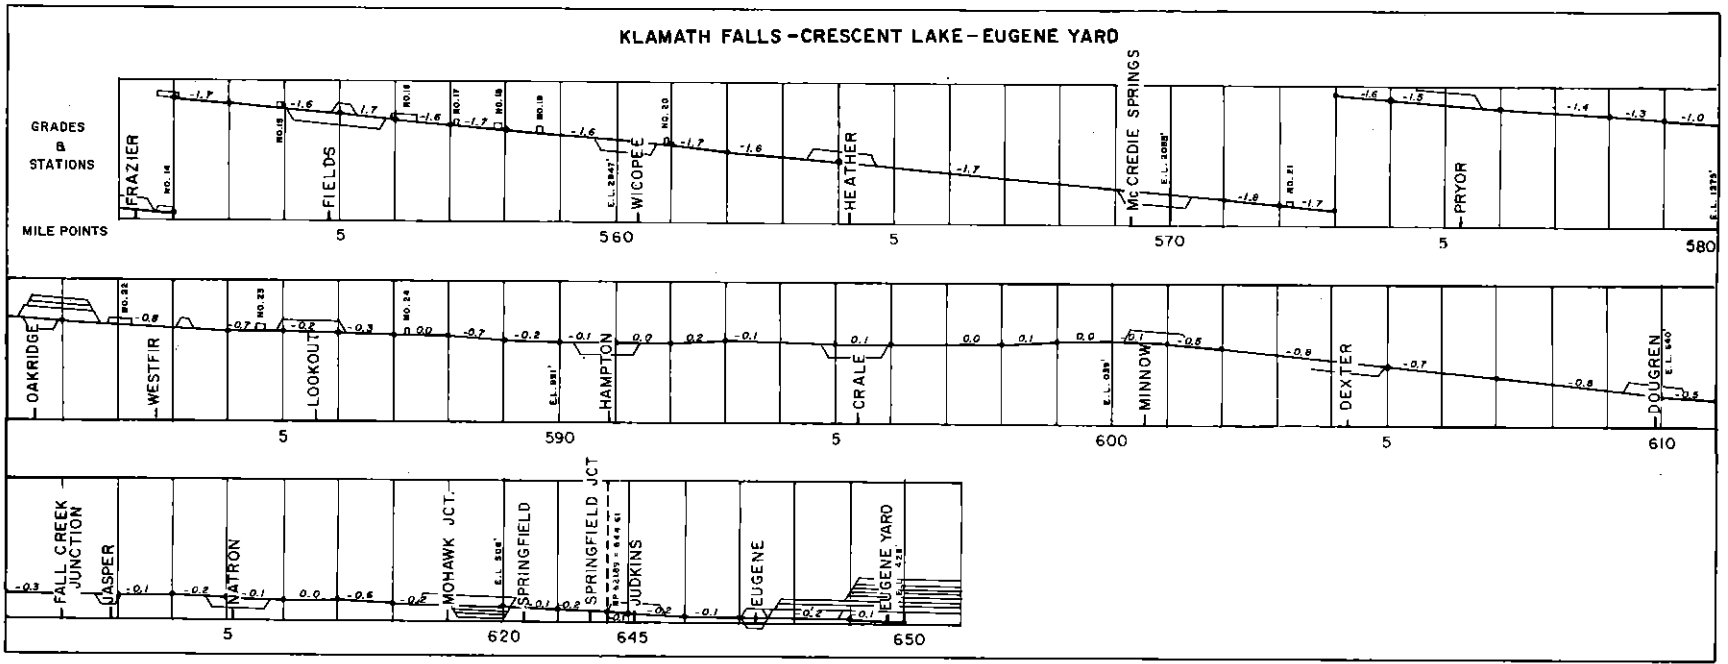 KLAMATH FALLS - CRESCENT LAKE - EUGENE YARD
GRADES
&
STATIONS
FRAZIER
NO. 14
-1.7
NO. 15
-1.6
FIELDS
1.7
NO. 16
-1.6
NO. 17
-1.7
NO. 18
NO. 19
-1.6
E.L. 2847'
WICOPEE
NO. 20
-1.7
-1.6
HEATHER
-1.7
McCREDIE SPRINGS
E.L. 2088'
-1.8
NO. 21
-1.7
-1.6
-1.5
PRYOR
-1.4
-1.3
-1.0
E.L. 1375'
MILE POINTS
5
560
5
570
5
580
OAKRIDGE
NO. 22
-0.8
WESTFIR
-0.7
NO. 23
-0.2
LOOKOUT
-0.3
NO. 24
0.0
-0.7
-0.2
E.L. 991'
-0.1
HAMPTON
0.0
0.2
-0.1
0.1
CRALE
0.0
0.1
0.0
-0.1
MINNOW
-0.5
-0.8
DEXTER
-0.7
-0.8
DOUGREN
E.L. 640'
-0.5
5
590
5
600
5
610
-0.3
FALL CREEK
JUNCTION
JASPER
-0.1
-0.2
NATRON
-0.1
0.0
-0.6
-0.2
MOHAWK JCT.
E.L. 508'
SPRINGFIELD
-0.1
-0.2
SPRINGFIELD JCT
JUDKINS
-0.2
-0.1
EUGENE
-0.2
-0.1
EUGENE YARD
E.L. 428'
5
620
645
650